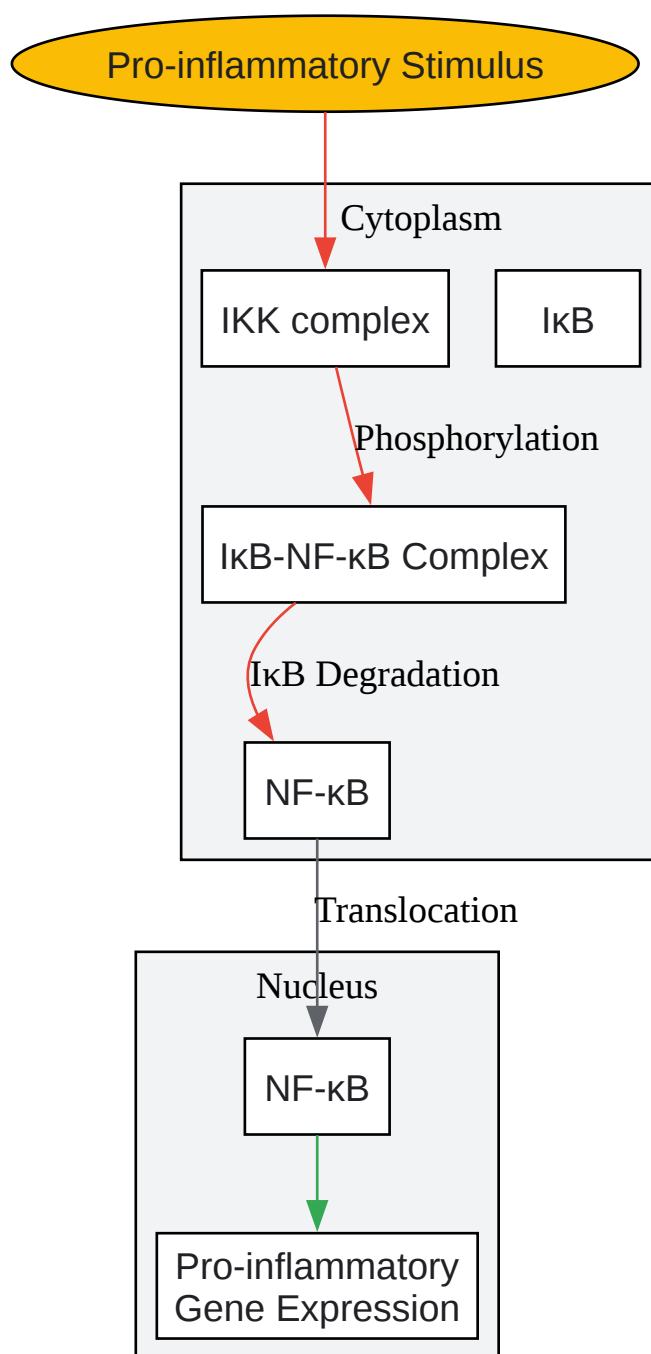 Pro-inflammatory Stimulus
Cytoplasm
IKK complex
IκB
Phosphorylation
IκB-NF-κB Complex
IκB Degradation
NF-κB
Translocation
Nucleus
NF-κB
Pro-inflammatory
Gene Expression